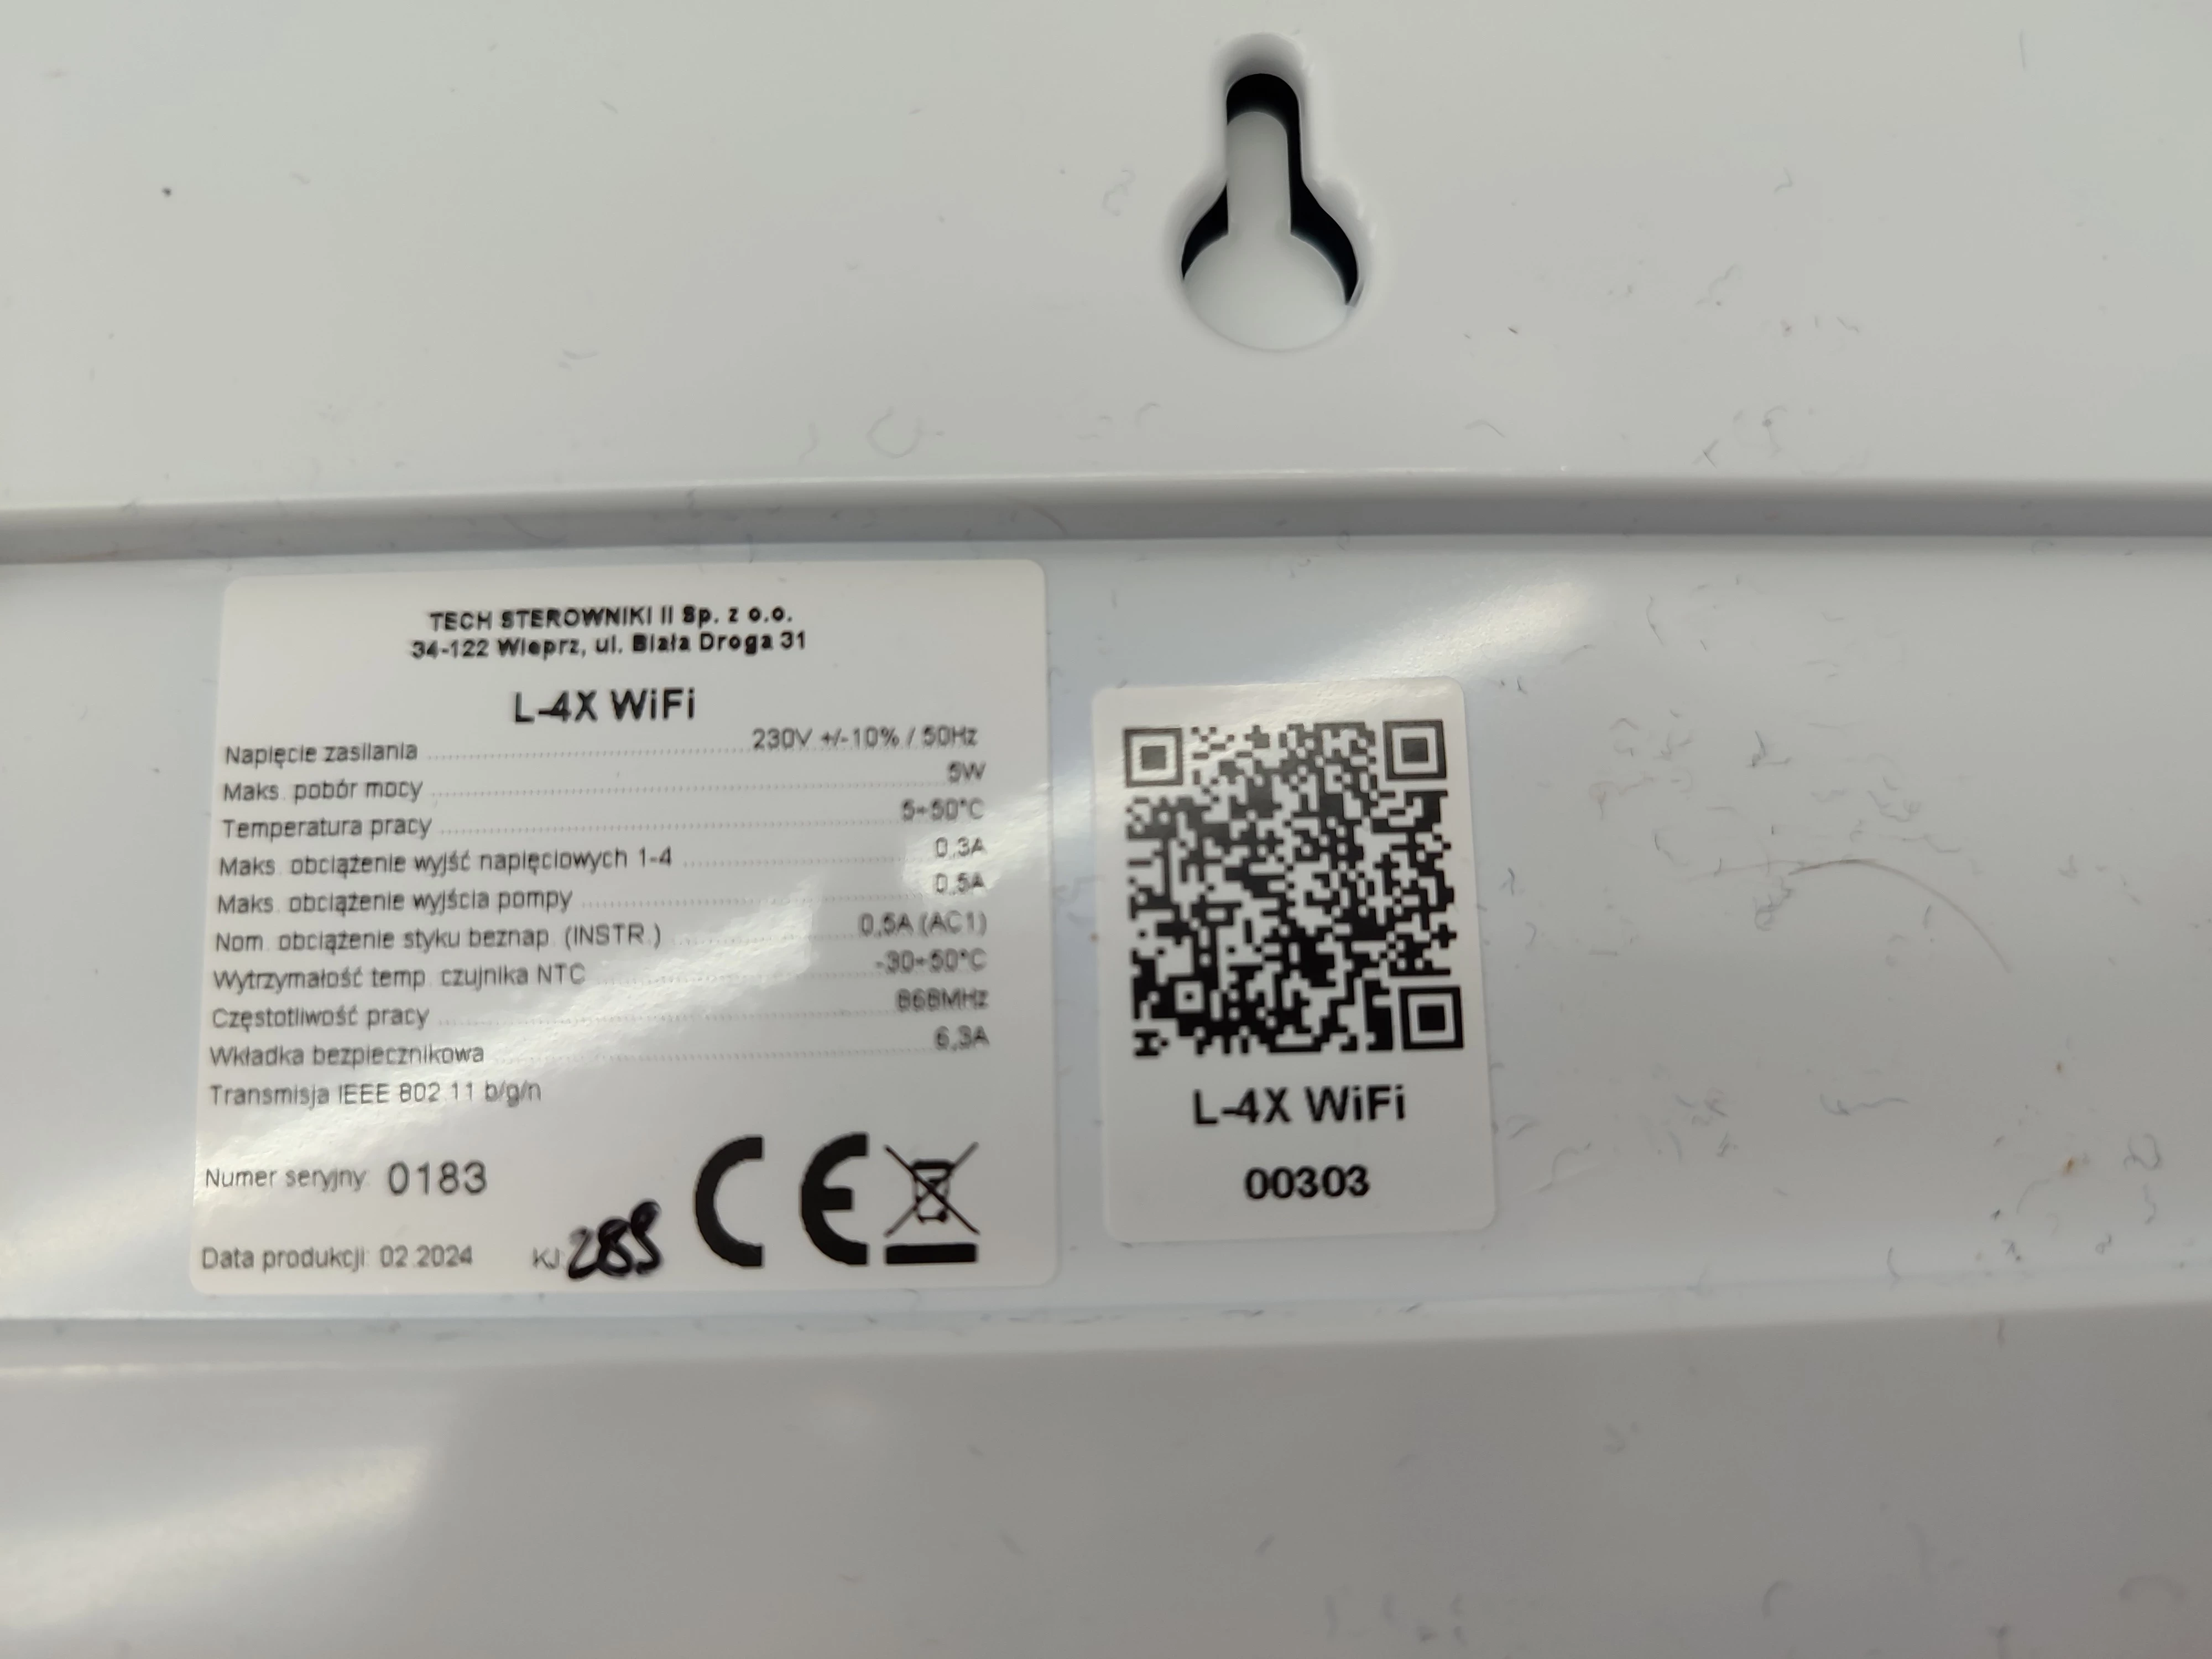 TECH STEROWNIKI II Sp. z o.o.
34-122 Wieprz, ul. Biała Droga 31
L-4X WiFi
Napięcie zasilania 230V +/-10% / 50Hz
Maks. pobór mocy 5W
Temperatura pracy 5÷50°C
Maks. obciążenie wyjść napięciowych 1-4 0,3A
Maks. obciążenie wyjścia pompy 0,5A
Nom. obciążenie styku beznap. (INSTR.) 0,5A (AC1)
Wytrzymałość temp. czujnika NTC -30÷50°C
Częstotliwość pracy 868MHz
Wkładka bezpiecznikowa 6,3A
Transmisja IEEE 802.11 b/g/n
Numer seryjny: 0183
Data produkcji: 02.2024 KJ: 289
CE
L-4X WiFi
00303